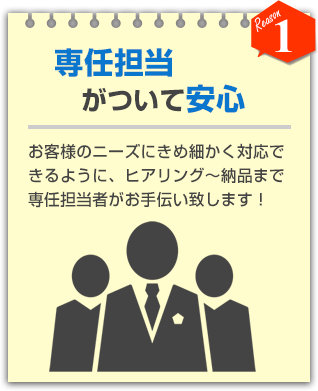 Reason
1
専任担当
がついて安心
お客様のニーズにきめ細かく対応で
きるように、ヒアリング～納品まで
専任担当者がお手伝い致します！